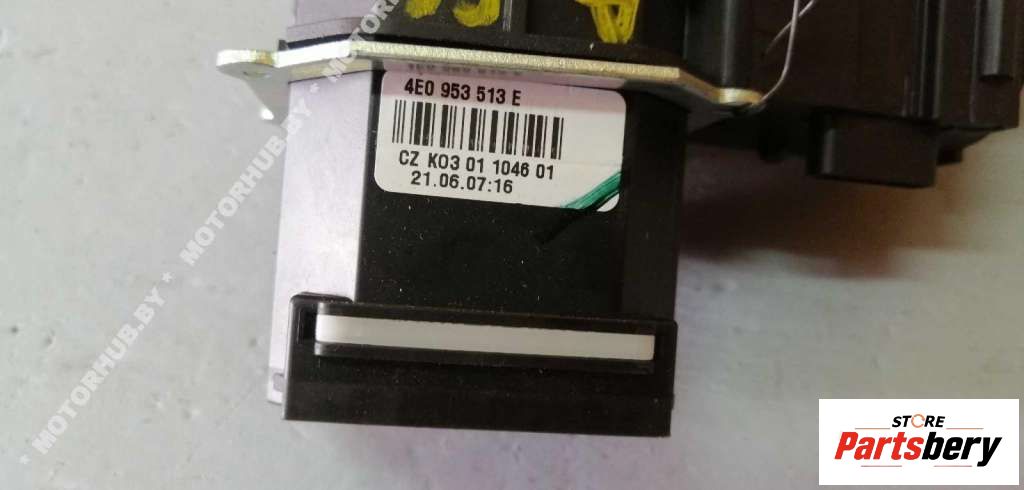 4E0 953 513 E
CZ K03 01 1046 01
21.06.07:16
* MOTORHUB.BY * MOTORHUB.BY *
STORE
Partsbery